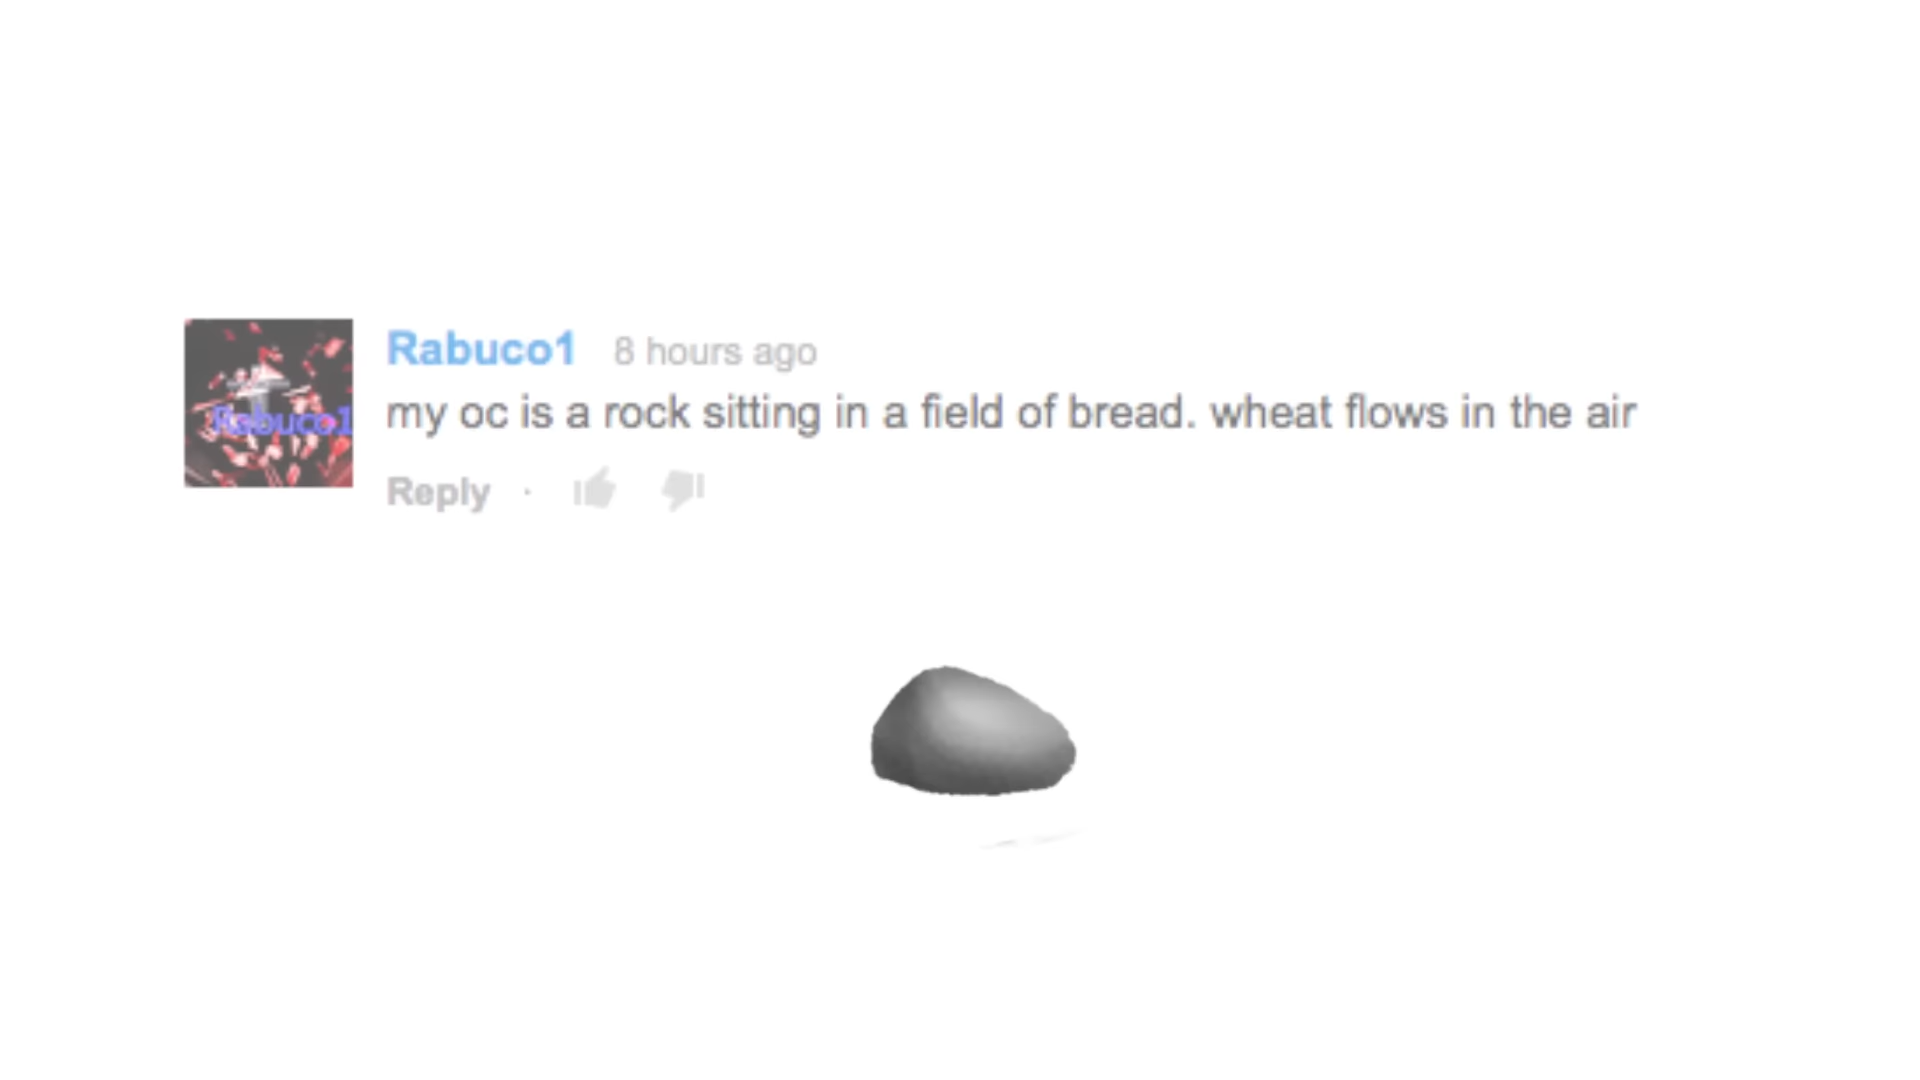 Rabuco1 8 hours ago
Rabuco1
my oc is a rock sitting in a field of bread. wheat flows in the air
Reply ·